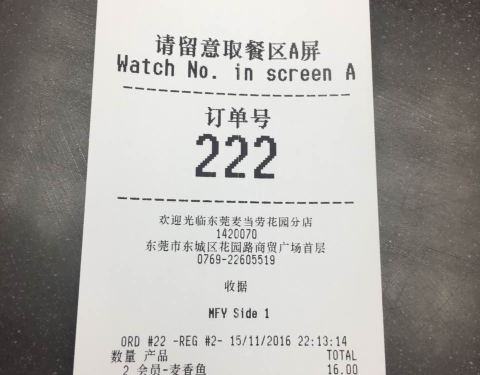 请留意取餐区A屏
Watch No. in screen A
订单号
222
欢迎光临东莞麦当劳花园分店
1420070
东莞市东城区花园路商贸广场首层
0769-22605519
收据
MFY Side 1
ORD #22 -REG #2- 15/11/2016 22:13:14
数量 产品 TOTAL
2 会员-麦香鱼 16.00